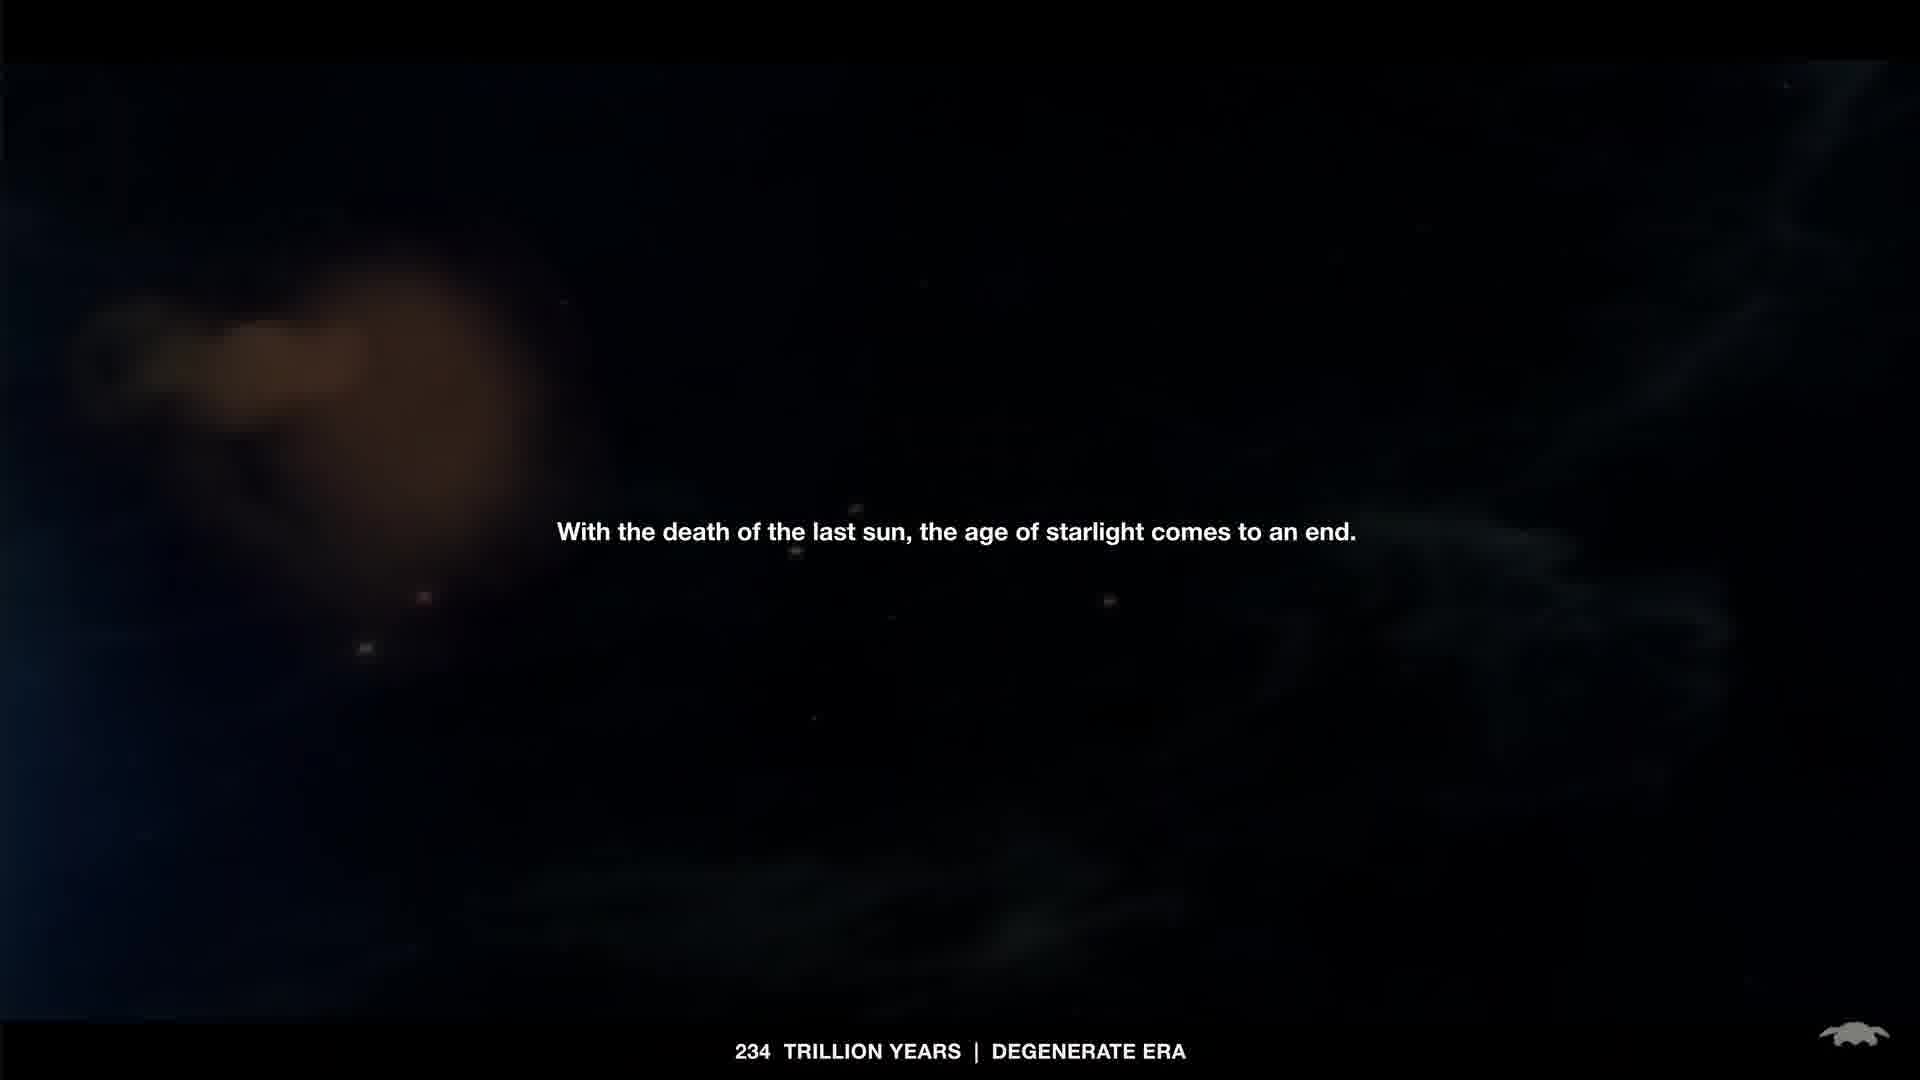 With the death of the last sun, the age of starlight comes to an end.
234 TRILLION YEARS | DEGENERATE ERA